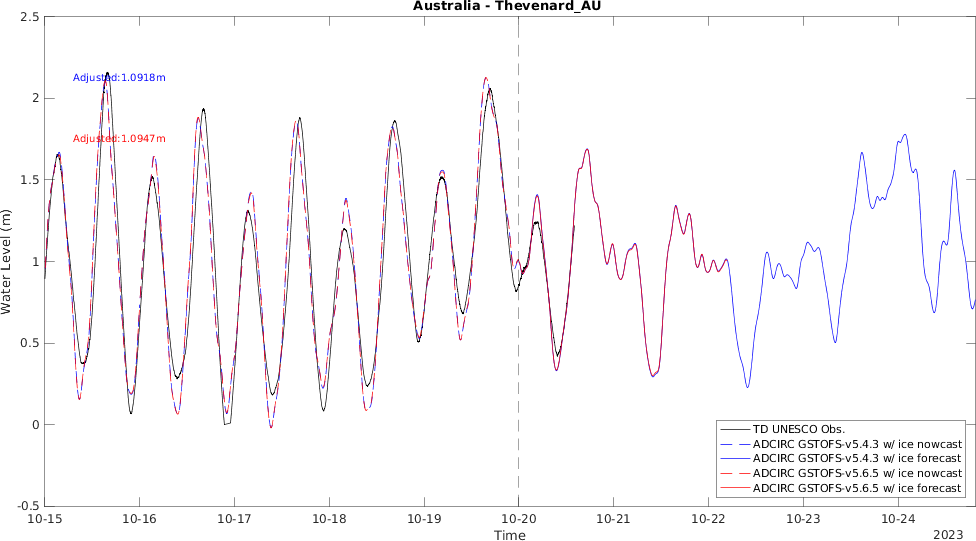 Australia - Thevenard_AU
Water Level (m)
2.5
2
1.5
1
0.5
0
-0.5
Adjusted:1.0918m
Adjusted:1.0947m
TD UNESCO Obs.
ADCIRC GSTOFS-v5.4.3 w/ ice nowcast
ADCIRC GSTOFS-v5.4.3 w/ ice forecast
ADCIRC GSTOFS-v5.6.5 w/ ice nowcast
ADCIRC GSTOFS-v5.6.5 w/ ice forecast
10-15 10-16 10-17 10-18 10-19 10-20 10-21 10-22 10-23 10-24
Time
2023